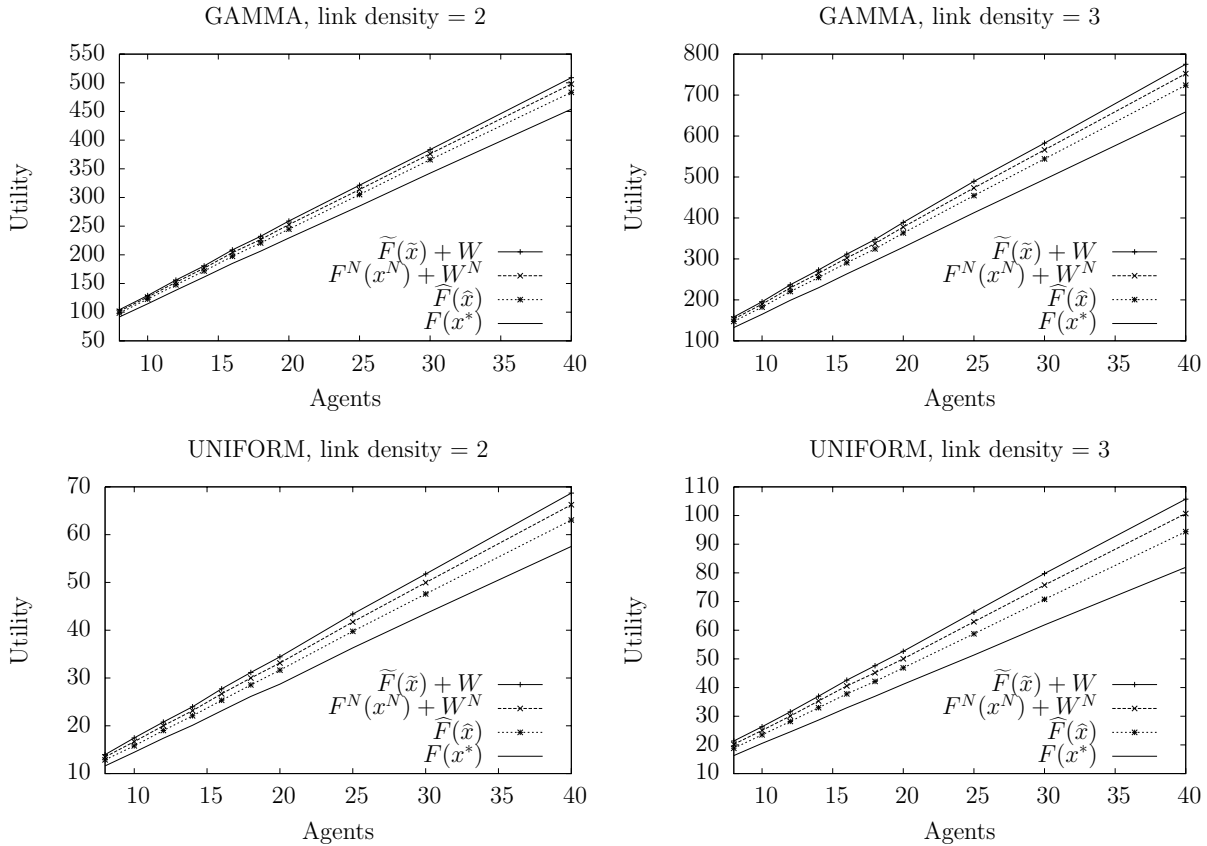 GAMMA, link density = 2
550
500
450
400
350
300
250
200
150
100
50
Utility
F̃(x̃) + W
F^N(x^N) + W^N
F̂(x̂)
F(x*)
10 15 20 25 30 35 40
Agents
GAMMA, link density = 3
800
700
600
500
400
300
200
100
Utility
F̃(x̃) + W
F^N(x^N) + W^N
F̂(x̂)
F(x*)
10 15 20 25 30 35 40
Agents
UNIFORM, link density = 2
70
60
50
40
30
20
10
Utility
F̃(x̃) + W
F^N(x^N) + W^N
F̂(x̂)
F(x*)
10 15 20 25 30 35 40
Agents
UNIFORM, link density = 3
110
100
90
80
70
60
50
40
30
20
10
Utility
F̃(x̃) + W
F^N(x^N) + W^N
F̂(x̂)
F(x*)
10 15 20 25 30 35 40
Agents